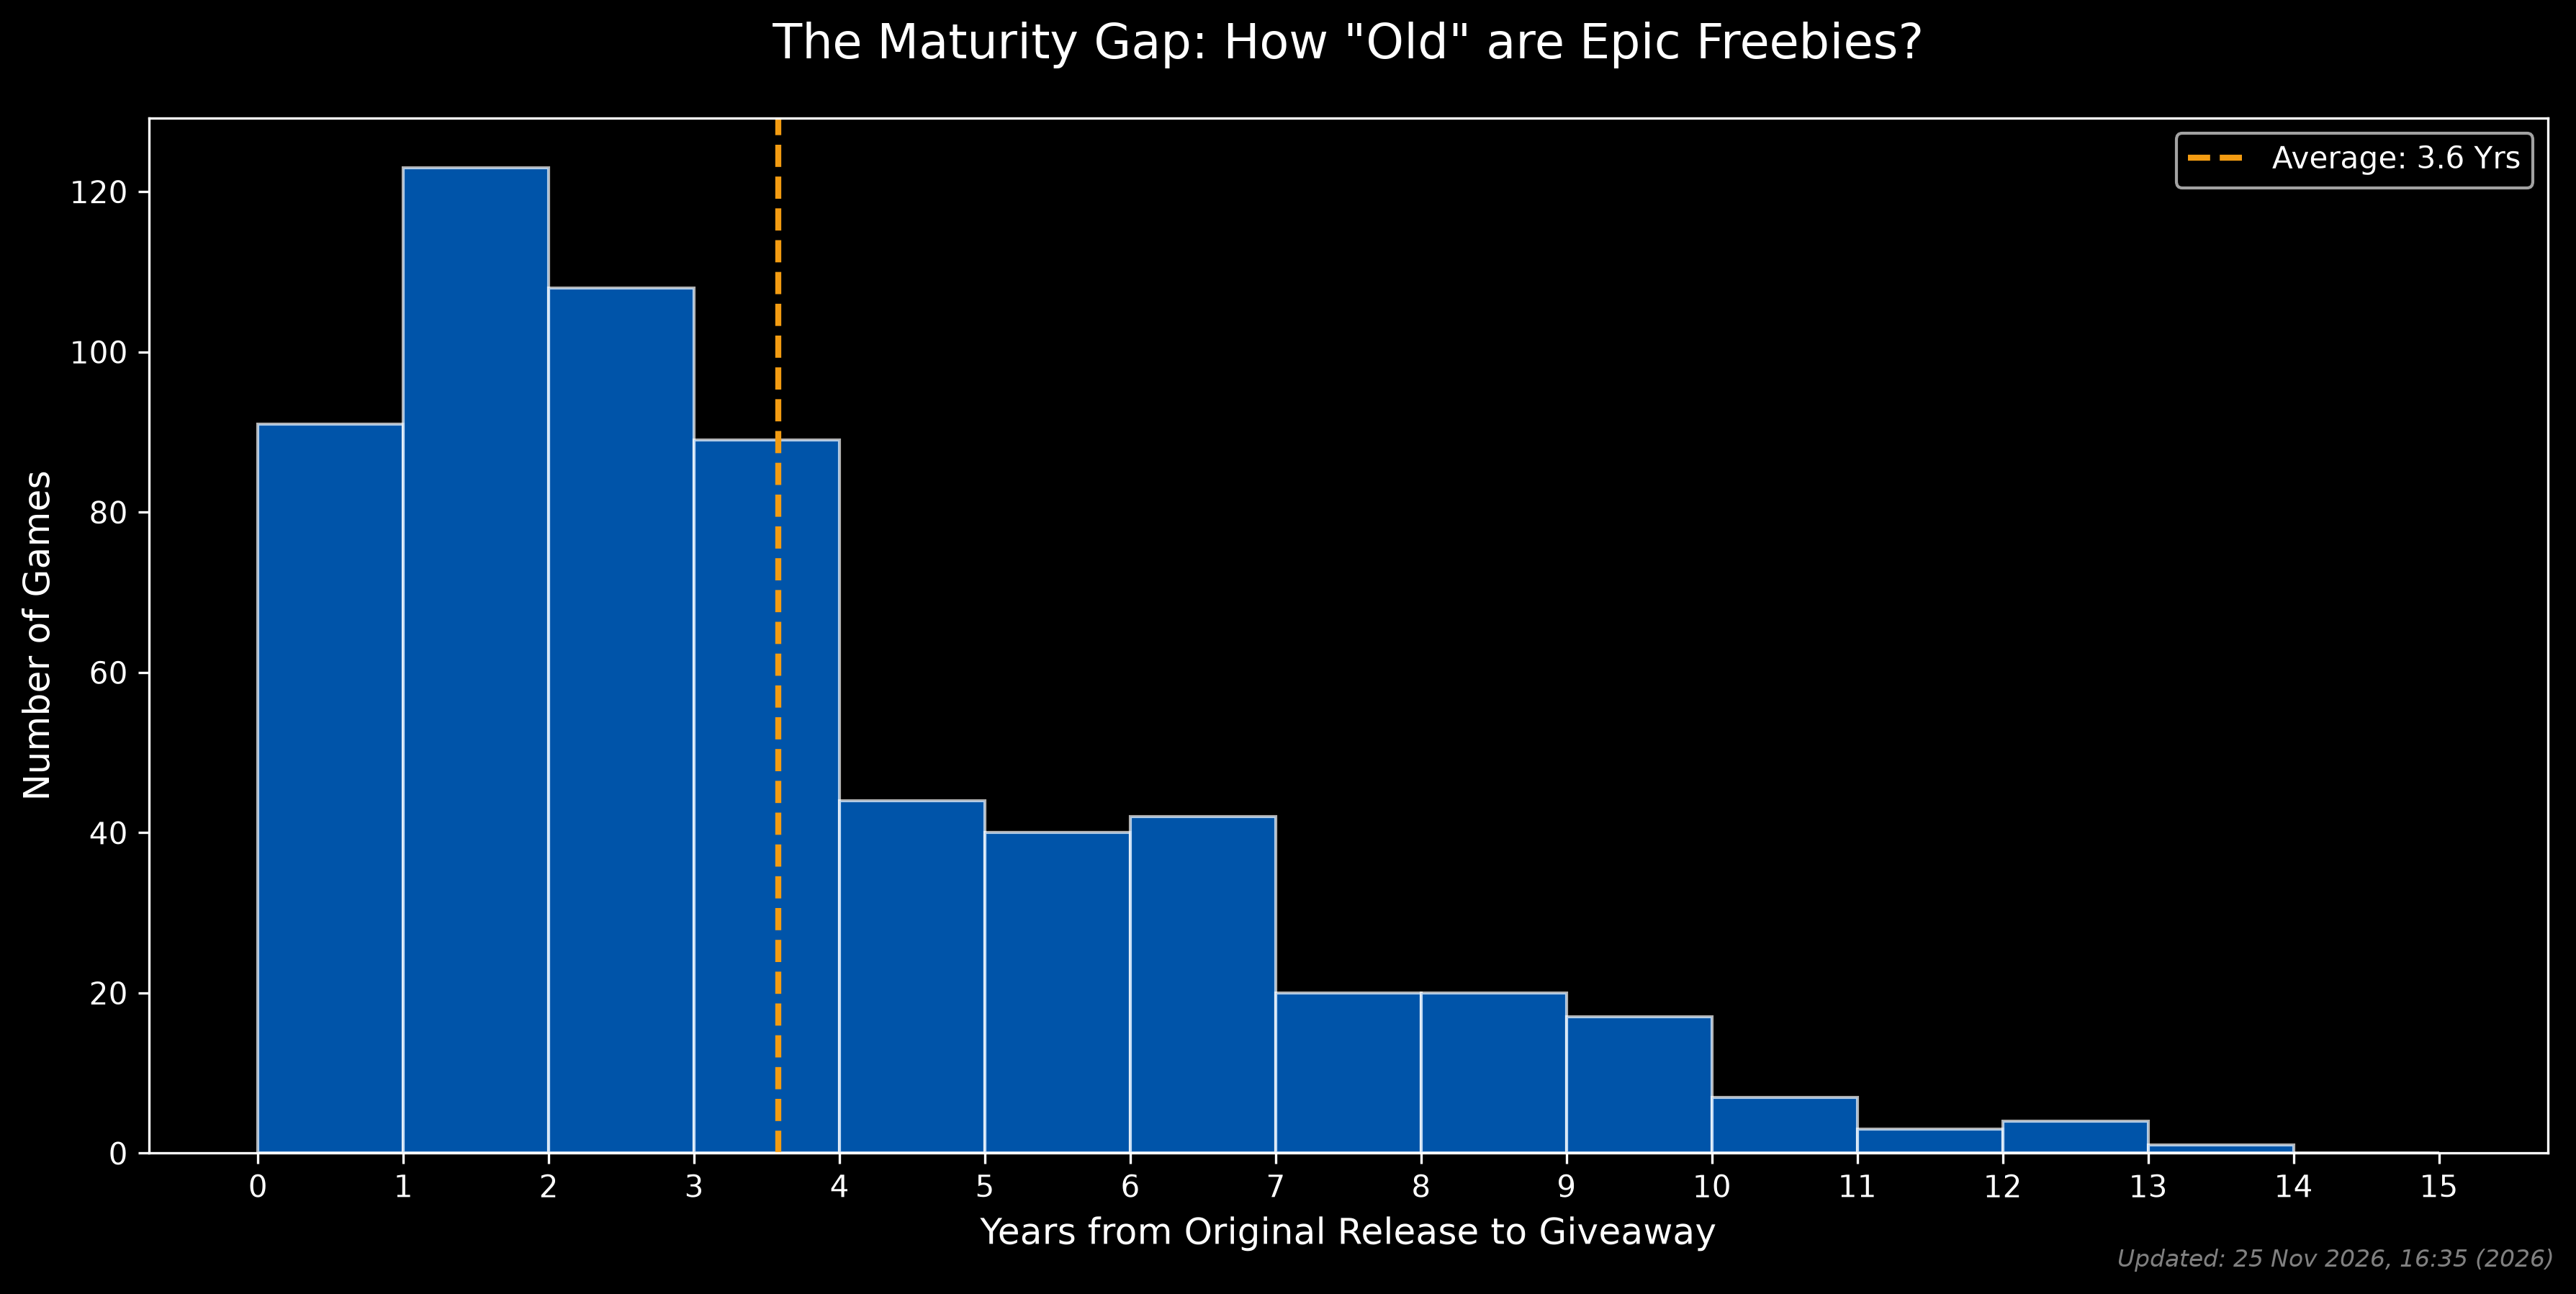 The Maturity Gap: How "Old" are Epic Freebies?
Average: 3.6 Yrs
Number of Games
120
100
80
60
40
20
0
0 1 2 3 4 5 6 7 8 9 10 11 12 13 14 15
Years from Original Release to Giveaway
Updated: 25 Nov 2026, 16:35 (2026)